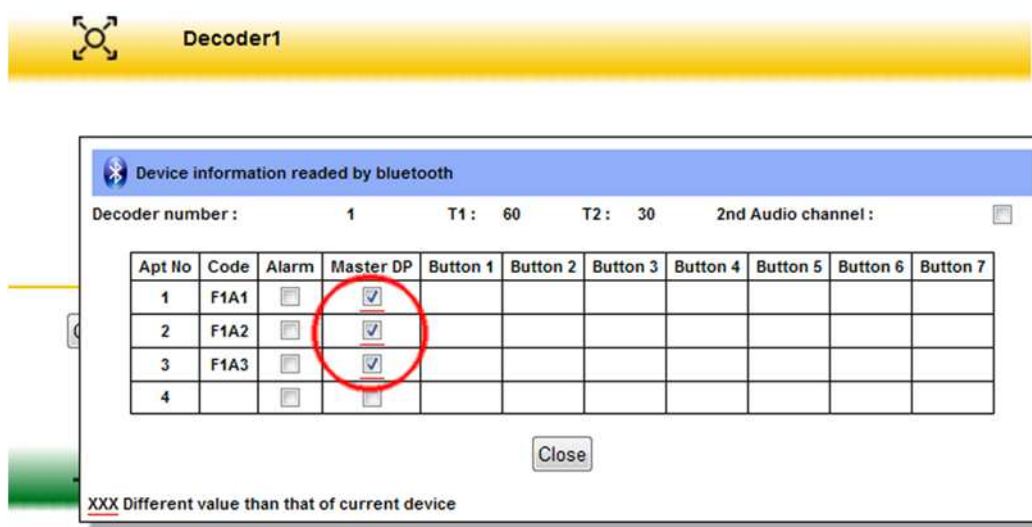 Decoder1
Device information readed by bluetooth
Decoder number : 1 T1 : 60 T2 : 30 2nd Audio channel :
Apt No Code Alarm Master DP Button 1 Button 2 Button 3 Button 4 Button 5 Button 6 Button 7
1 F1A1
2 F1A2
3 F1A3
4
Close
XXX Different value than that of current device